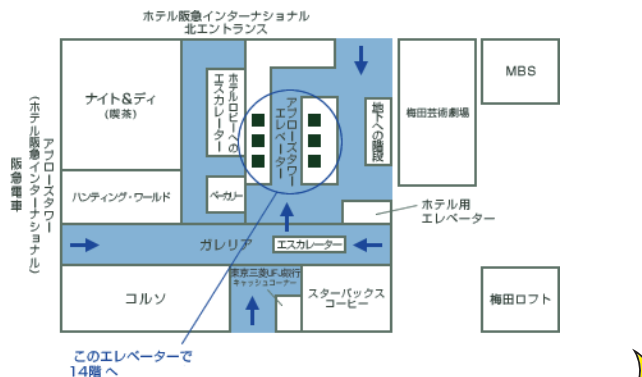 ホテル阪急インターナショナル
北エントランス
ナイト&ディ
(喫茶)
ホテルロビーへの
エスカレーター
アプローズタワー
エレベーター
地下への階段
梅田芸術劇場
MBS
阪急電車
アプローズタワー
(ホテル阪急インターナショナル)
ハンティング・ワールド
ベーカリー
ホテル用
エレベーター
ガレリア
エスカレーター
コルソ
東京三菱UFJ銀行
キャッシュコーナー
スターバックス
コーヒー
梅田ロフト
このエレベーターで
14階 へ